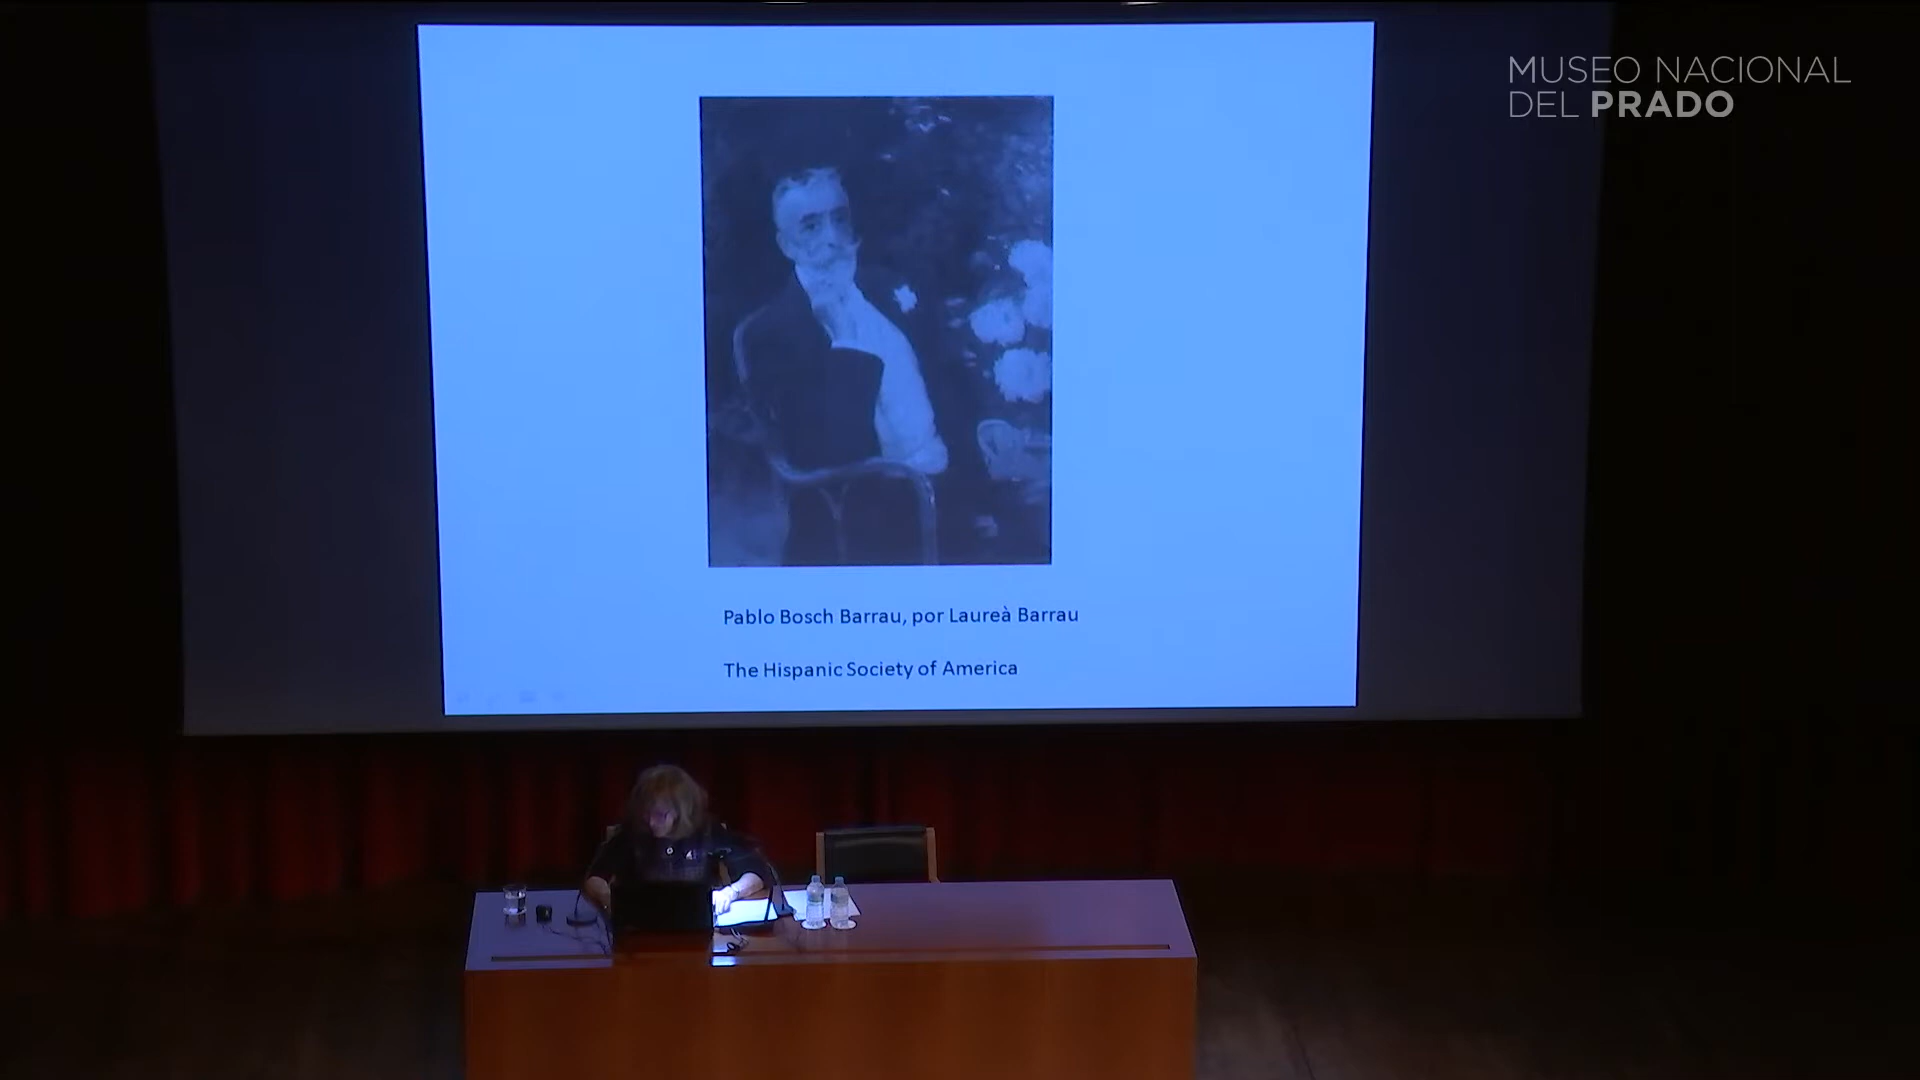 MUSEO NACIONAL
DEL PRADO
Pablo Bosch Barrau, por Laureà Barrau
The Hispanic Society of America